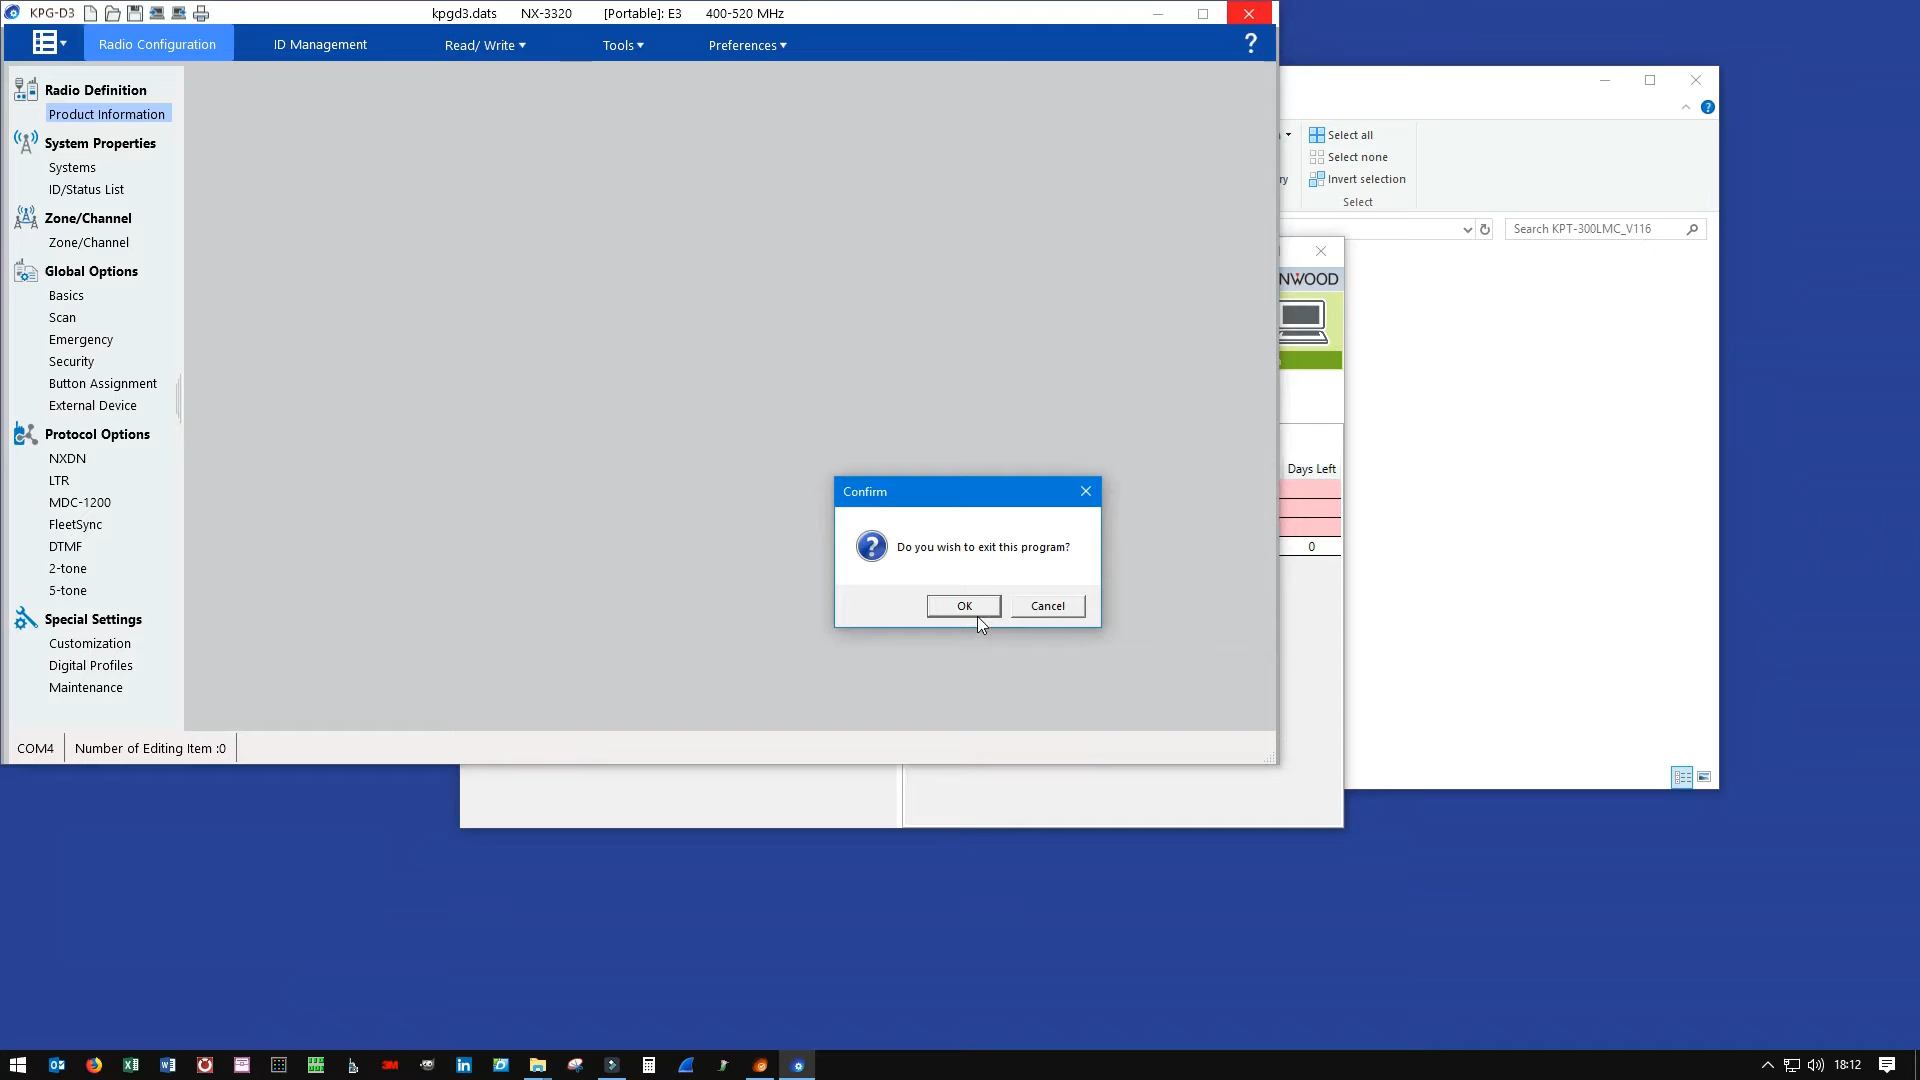 KPG-D3
kpgd3.dats NX-3320 [Portable]: E3 400-520 MHz
Radio Configuration ID Management Read/ Write Tools Preferences ?
Radio Definition
Product Information
System Properties
Systems
ID/Status List
Zone/Channel
Zone/Channel
Global Options
Basics
Scan
Emergency
Security
Button Assignment
External Device
Protocol Options
NXDN
LTR
MDC-1200
FleetSync
DTMF
2-tone
5-tone
Special Settings
Customization
Digital Profiles
Maintenance
COM4 Number of Editing Item :0
Confirm
Do you wish to exit this program?
OK Cancel
Select all
Select none
ry Invert selection
Select
Search KPT-300LMC_V116
NWOOD
Days Left
0
18:12